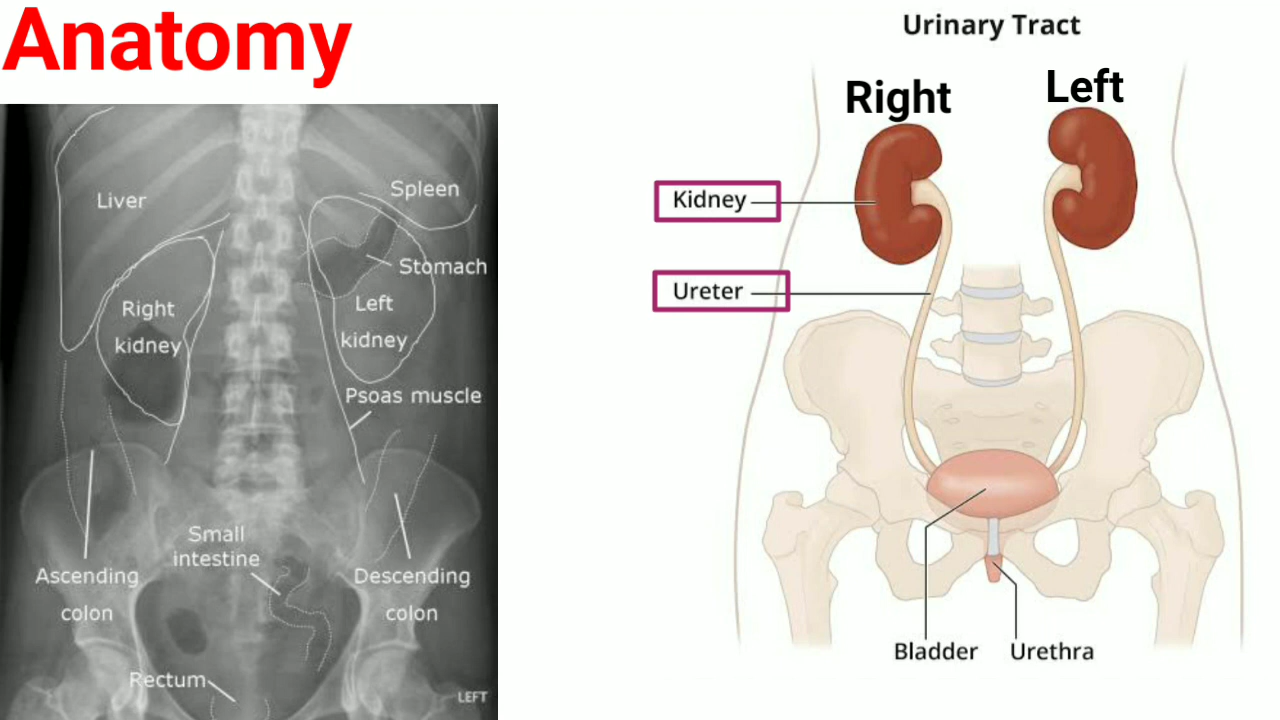 Anatomy
Liver
Spleen
Stomach
Right
kidney
Left
kidney
Psoas muscle
Small
intestine
Ascending
colon
Descending
colon
Rectum
LEFT
Urinary Tract
Right
Left
Kidney
Ureter
Bladder
Urethra